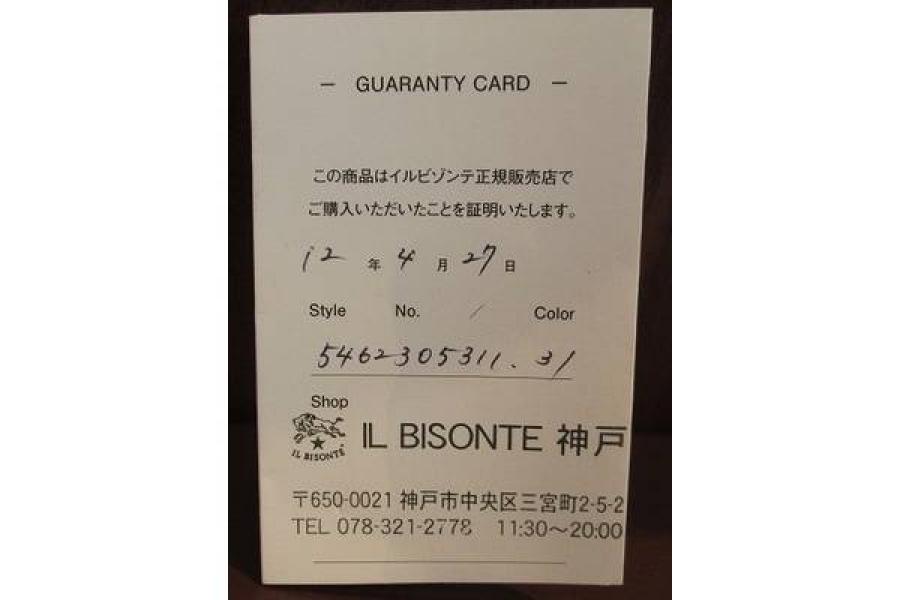 — GUARANTY CARD —
この商品はイルビゾンテ正規販売店で
ご購入いただいたことを証明いたします。
12 年 4 月 27 日
Style No. / Color
5462305311. 31
Shop
IL BISONTE
IL BISONTE 神戸
〒650-0021 神戸市中央区三宮町2-5-2
TEL 078-321-2778 11:30～20:00